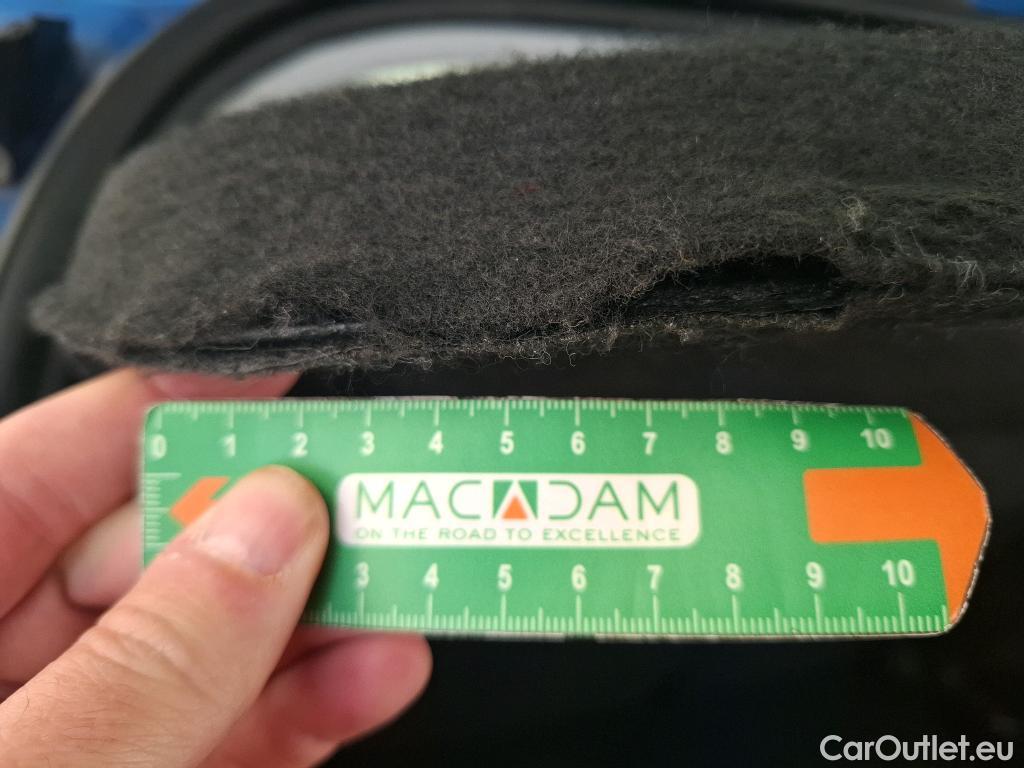 0 1 2 3 4 5 6 7 8 9 10
MACADAM
ON THE ROAD TO EXCELLENCE
3 4 5 6 7 8 9 10
CarOutlet.eu